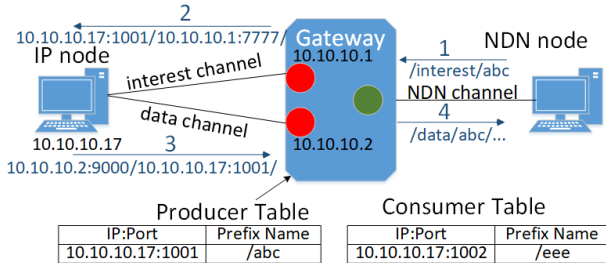 2
10.10.10.17:1001/10.10.10.1:7777/
Gateway
IP node
10.10.10.1
1
NDN node
/interest/abc
interest channel
NDN channel
data channel
4
/data/abc/...
10.10.10.17
3
10.10.10.2
10.10.10.2:9000/10.10.10.17:1001/
Producer Table
Consumer Table
IP:Port Prefix Name
10.10.10.17:1001 /abc
IP:Port Prefix Name
10.10.10.17:1002 /eee